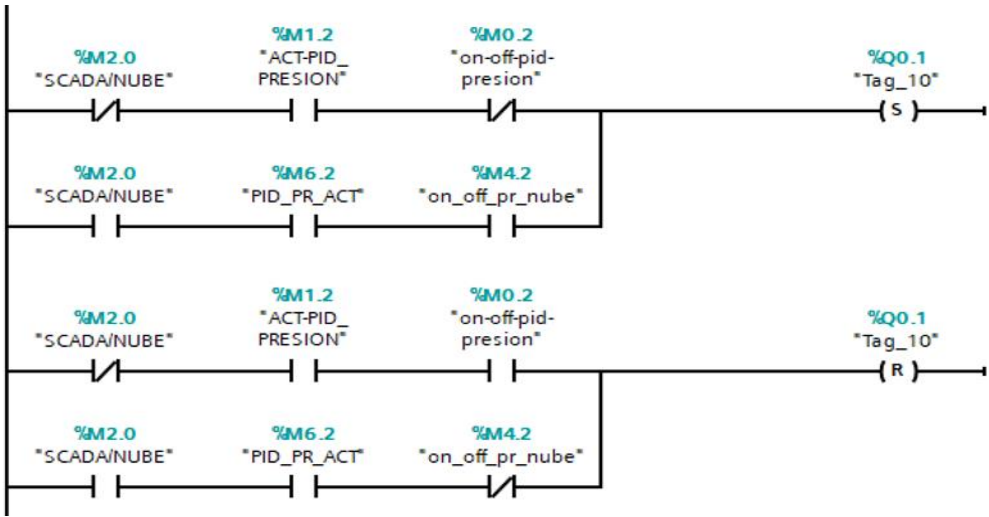 %M1.2 %M0.2
%M2.0 "ACT-PID_ "on-off-pid- %Q0.1
"SCADA/NUBE" PRESION" presion" "Tag_10"
S
%M2.0 %M6.2 %M4.2
"SCADA/NUBE" "PID_PR_ACT" "on_off_pr_nube"
%M1.2 %M0.2
%M2.0 "ACT-PID_ "on-off-pid- %Q0.1
"SCADA/NUBE" PRESION" presion" "Tag_10"
R
%M2.0 %M6.2 %M4.2
"SCADA/NUBE" "PID_PR_ACT" "on_off_pr_nube"